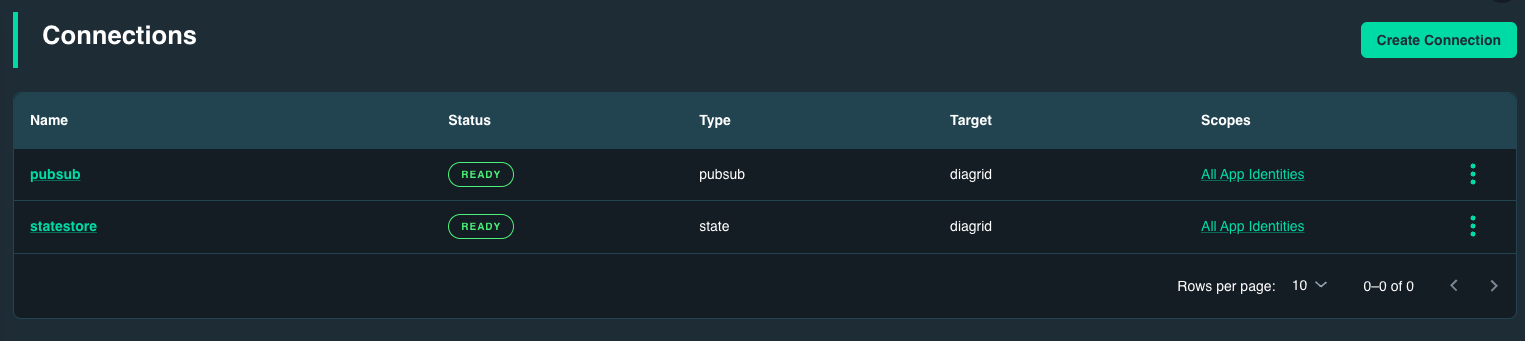 Connections
Create Connection
Name Status Type Target Scopes
pubsub READY pubsub diagrid All App Identities
statestore READY state diagrid All App Identities
Rows per page: 10 0–0 of 0